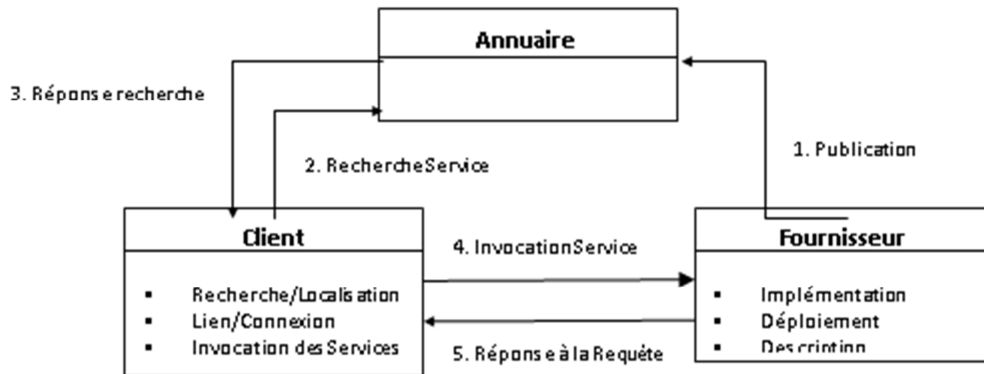 Annuaire
3. Réponse recherche
1. Publication
2. RechercheService
Client
4. InvocationService
Fournisseur
▪ Recherche/Localisation
▪ Lien/Connexion
▪ Invocation des Services
▪ Implémentation
▪ Déploiement
▪ Description
5. Réponse à la Requête